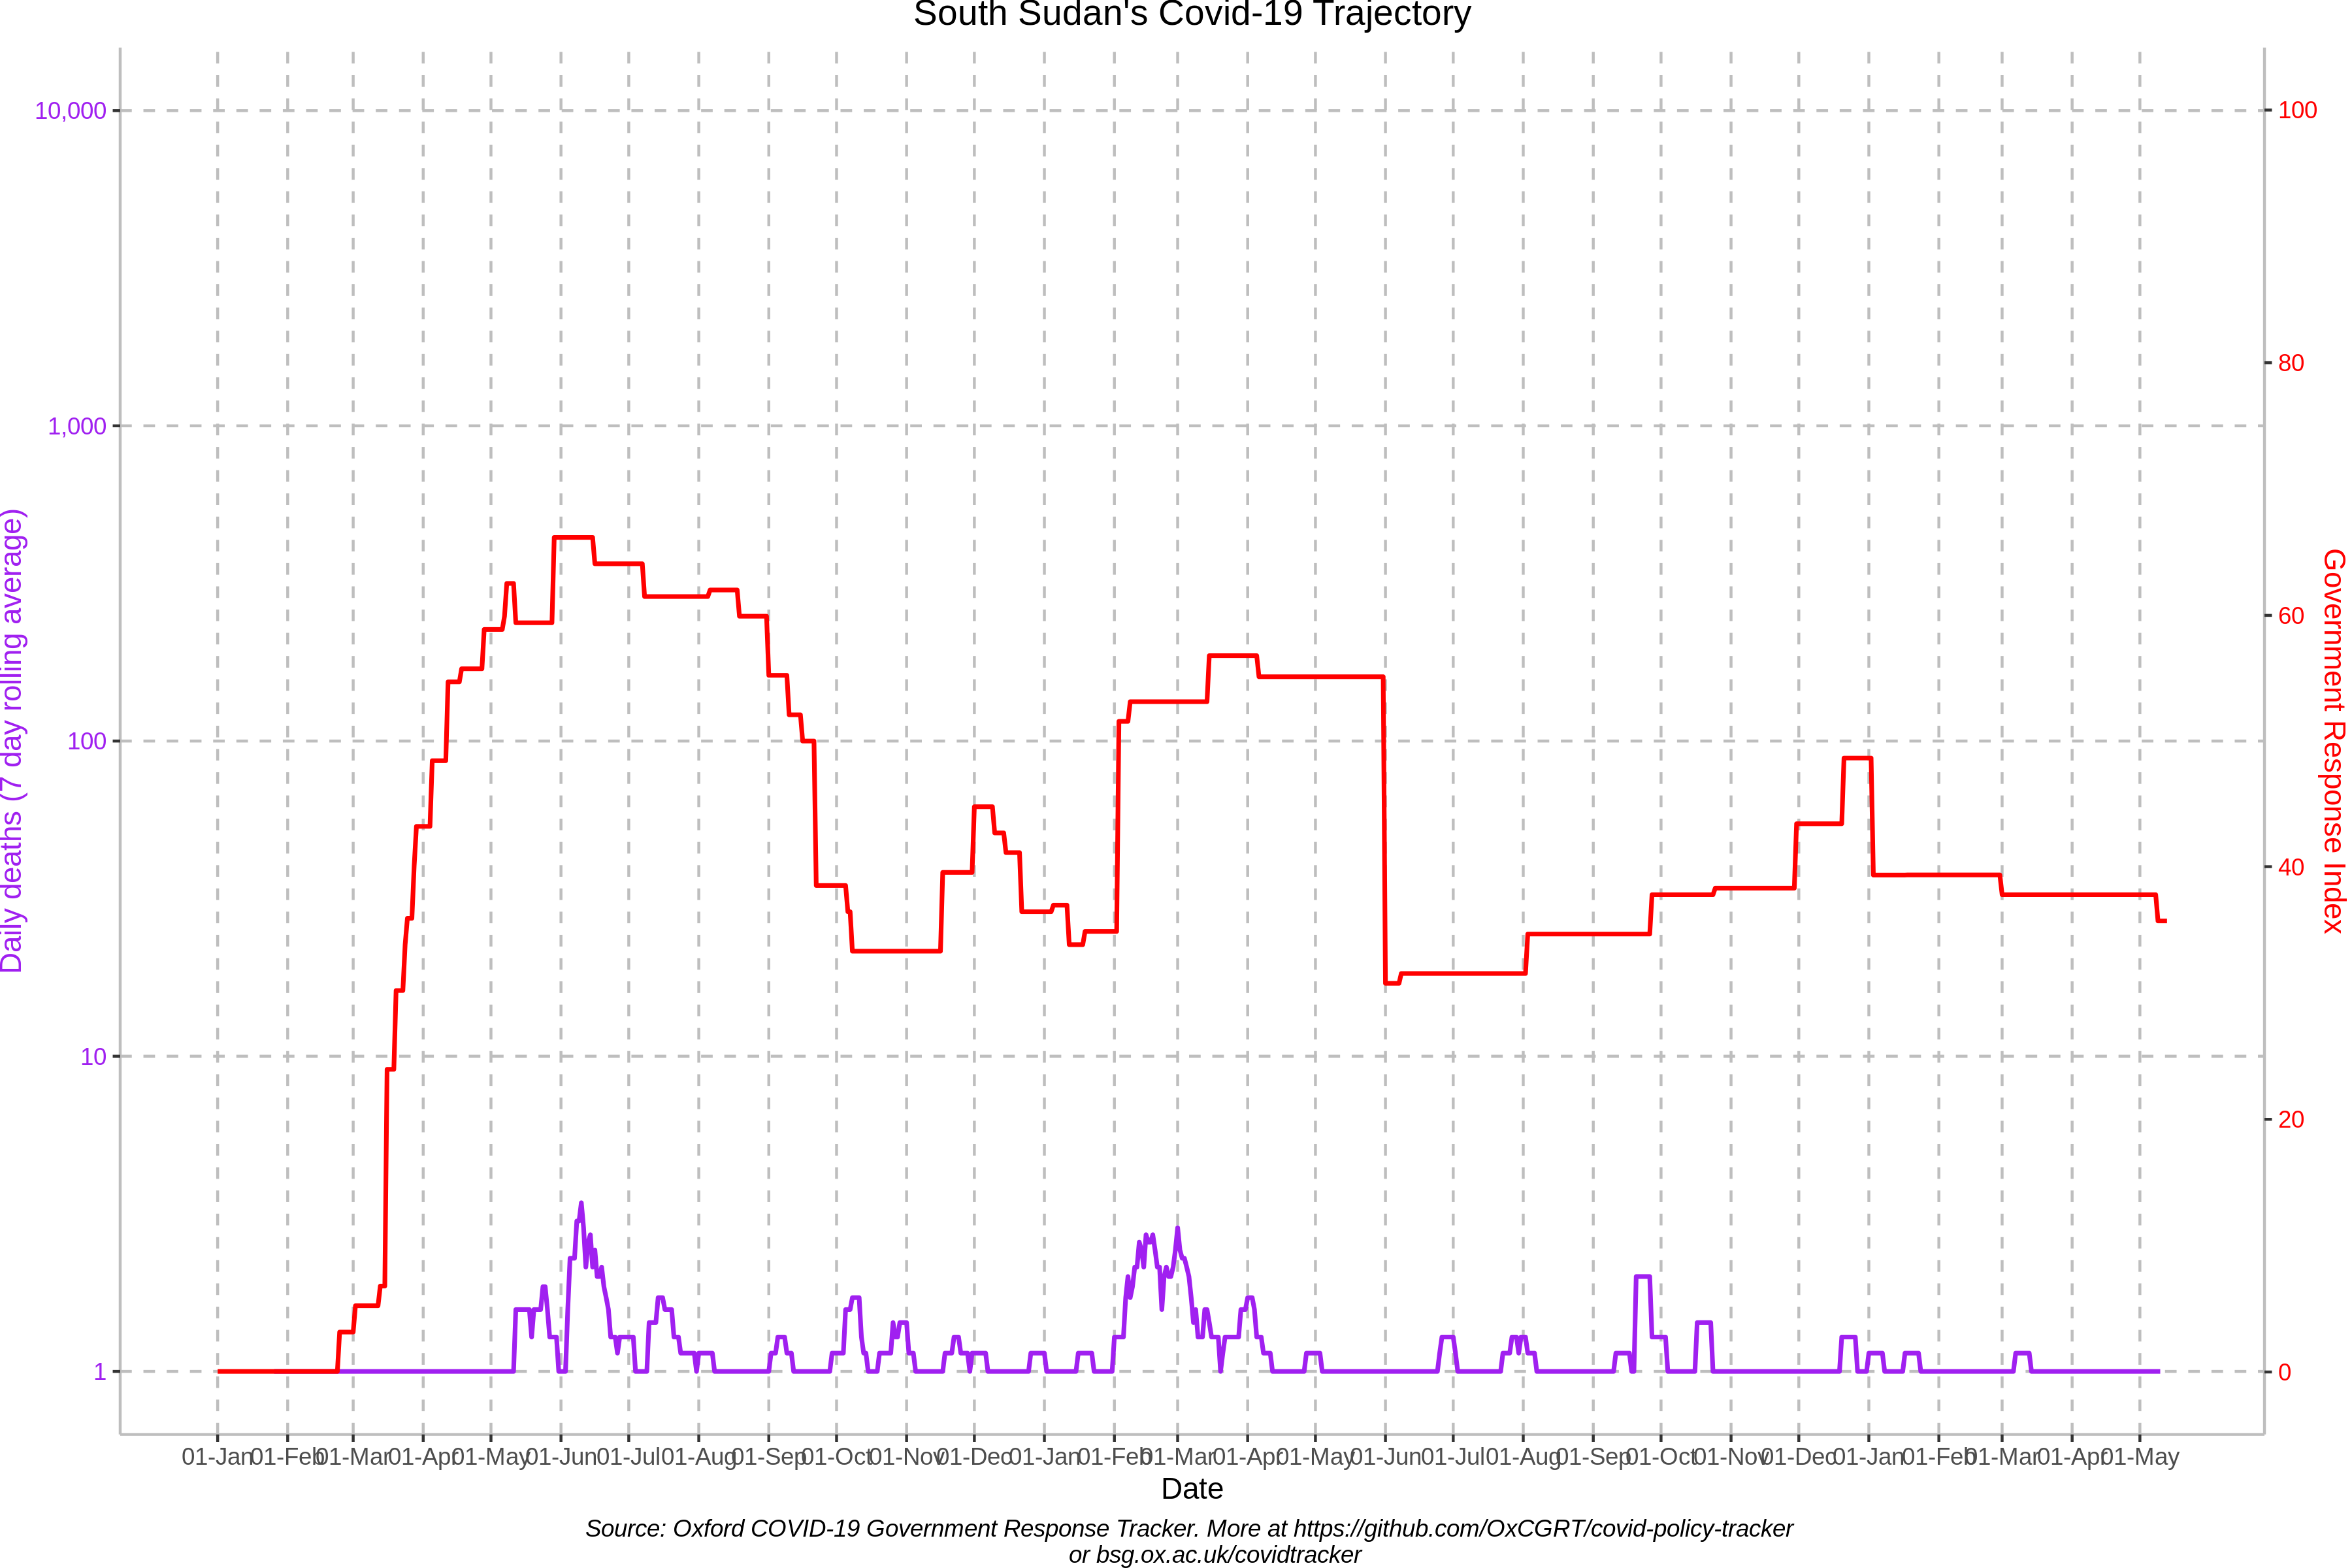 South Sudan's Covid-19 Trajectory
10,000
1,000
100
10
1
Daily deaths (7 day rolling average)
100
80
60
40
20
0
Government Response Index
01-Jan 01-Feb 01-Mar 01-Apr 01-May 01-Jun 01-Jul 01-Aug 01-Sep 01-Oct 01-Nov 01-Dec 01-Jan 01-Feb 01-Mar 01-Apr 01-May 01-Jun 01-Jul 01-Aug 01-Sep 01-Oct 01-Nov 01-Dec 01-Jan 01-Feb 01-Mar 01-Apr 01-May
Date
Source: Oxford COVID-19 Government Response Tracker. More at https://github.com/OxCGRT/covid-policy-tracker
or bsg.ox.ac.uk/covidtracker